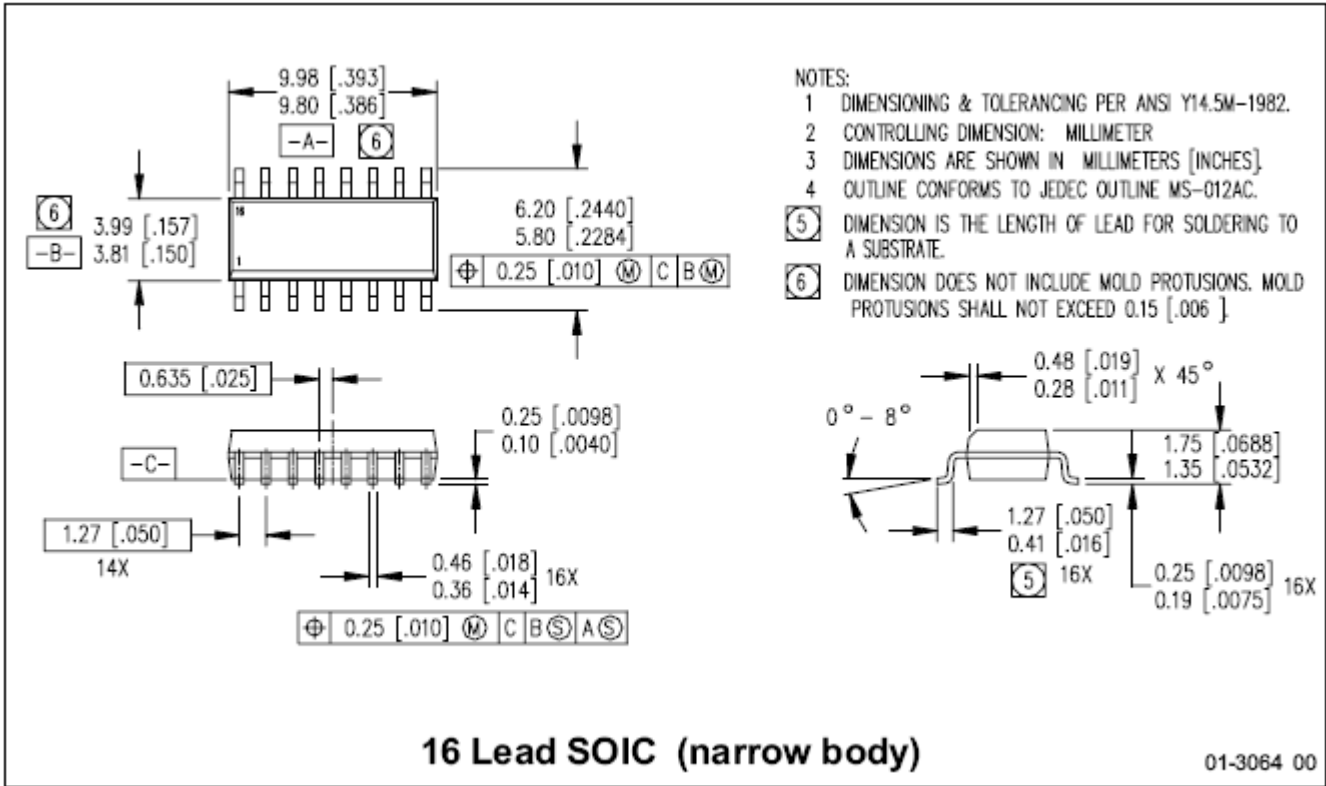 9.98 [.393]
9.80 [.386]
-A- 6
6 3.99 [.157]
-B- 3.81 [.150]
16
1
6.20 [.2440]
5.80 [.2284]
⌖ 0.25 [.010] Ⓜ C B Ⓜ
NOTES:
1 DIMENSIONING & TOLERANCING PER ANSI Y14.5M-1982.
2 CONTROLLING DIMENSION: MILLIMETER
3 DIMENSIONS ARE SHOWN IN MILLIMETERS [INCHES].
4 OUTLINE CONFORMS TO JEDEC OUTLINE MS-012AC.
5 DIMENSION IS THE LENGTH OF LEAD FOR SOLDERING TO
A SUBSTRATE.
6 DIMENSION DOES NOT INCLUDE MOLD PROTUSIONS. MOLD
PROTUSIONS SHALL NOT EXCEED 0.15 [.006 ].
0.635 [.025]
0.25 [.0098]
0.10 [.0040]
-C-
1.27 [.050]
14X
0.46 [.018]
0.36 [.014] 16X
⌖ 0.25 [.010] Ⓜ C B Ⓢ A Ⓢ
0.48 [.019]
0.28 [.011] X 45°
0° - 8°
1.75 [.0688]
1.35 [.0532]
1.27 [.050]
0.41 [.016]
5 16X
0.25 [.0098]
0.19 [.0075] 16X
16 Lead SOIC (narrow body)
01-3064 00